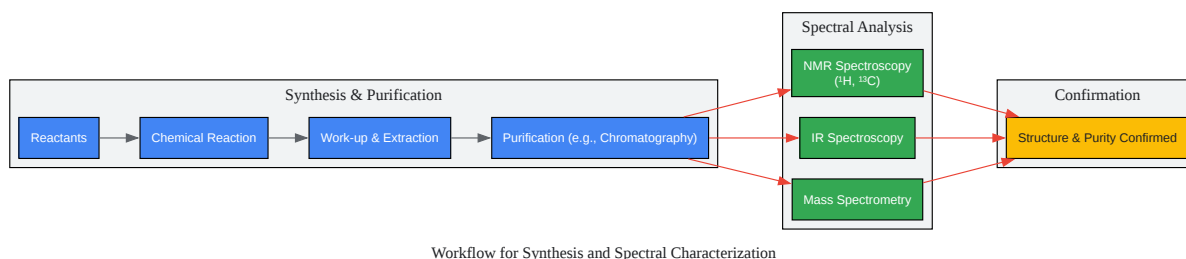 Spectral Analysis
NMR Spectroscopy
(¹H, ¹³C)
Synthesis & Purification
Confirmation
Reactants
Chemical Reaction
Work-up & Extraction
Purification (e.g., Chromatography)
IR Spectroscopy
Structure & Purity Confirmed
Mass Spectrometry
Workflow for Synthesis and Spectral Characterization